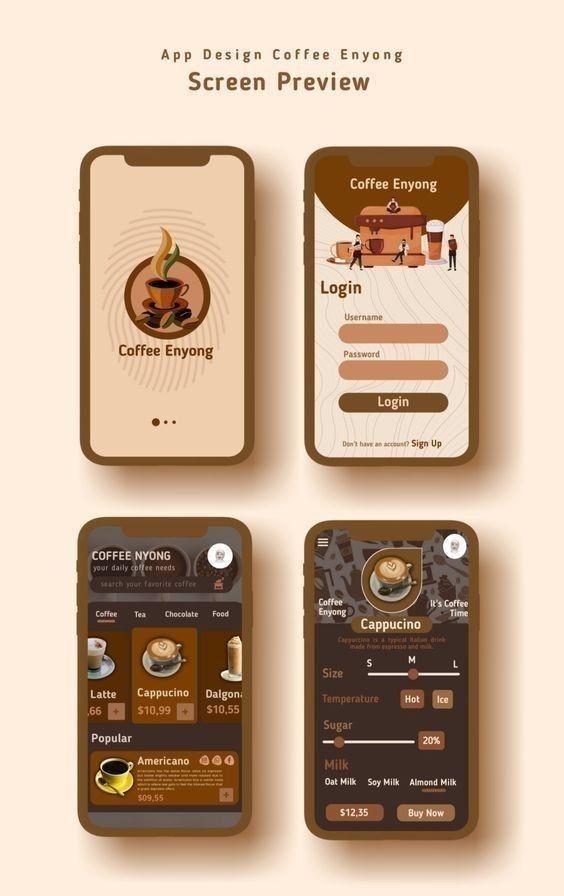 App Design Coffee Enyong
Screen Preview
Coffee Enyong
Coffee Enyong
Login
Username
Password
Login
Don't have an account? Sign Up
COFFEE NYONG
your daily coffee needs
search your favorite coffee
Coffee Tea Chocolate Food
Latte
,66 +
Cappucino
$10,99 +
Dalgona
$10,55
Popular
Americano
$09,55
+
Coffee
Enyong
It's Coffee
Time
Cappucino
Cappuccino is a typical Italian drink
made from espresso and milk.
Size S M L
Temperature Hot Ice
Sugar
20%
Milk
Oat Milk Soy Milk Almond Milk
$12,35 Buy Now